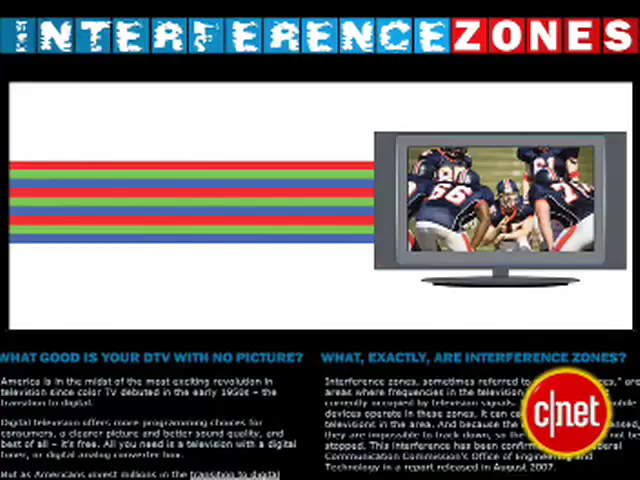 INTERFERENCE ZONES
80
66
81
WHAT GOOD IS YOUR DTV WITH NO PICTURE?
America is in the midst of the most exciting revolution in
television since color TV debuted in the early 1950s – the
transition to digital.
Digital television offers more programming choices for
consumers, a clearer picture and better sound quality, and
best of all – it's free. All you need is a television with a digital
tuner, or digital analog converter box.
But as Americans invest millions in the transition to digital
WHAT, EXACTLY, ARE INTERFERENCE ZONES?
Interference zones, sometimes referred to are
areas where frequencies in the television
currently occupied by television signals.
devices operate in these zones. It can
televisions in the area. And because the
they are impossible to track down, so the be
stopped. This interference has been
Communication Commission's Office of Engineering and
Technology in a report released in August 2007.
c|net